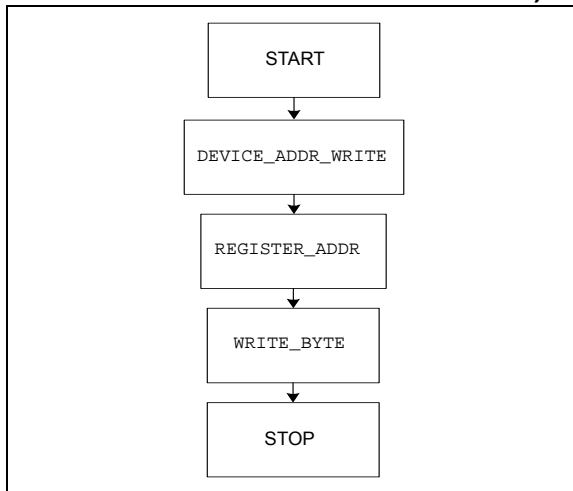 START
DEVICE_ADDR_WRITE
REGISTER_ADDR
WRITE_BYTE
STOP